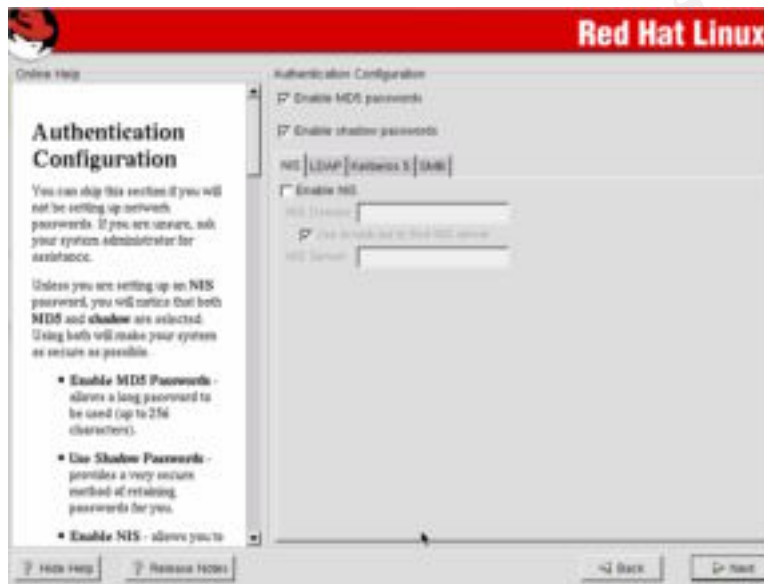 Red Hat Linux
Online Help
Authentication
Configuration
You can skip this section if you will
not be setting up network
passwords. If you are unsure, ask
your system administrator for
assistance.
Unless you are setting up an NIS
password, you will notice that both
MD5 and shadow are selected.
Using both will make your system
as secure as possible.
• Enable MD5 Passwords -
allows a long password to
be used (up to 256
characters).
• Use Shadow Passwords -
provides a very secure
method of retaining
passwords for you.
• Enable NIS - allows you to
Authentication Configuration
Enable MD5 passwords
Enable shadow passwords
NIS LDAP Kerberos 5 SMB
Enable NIS
NIS Domain:
Use broadcast to find NIS server
NIS Server:
? Hide Help
? Release Notes
Back
Next